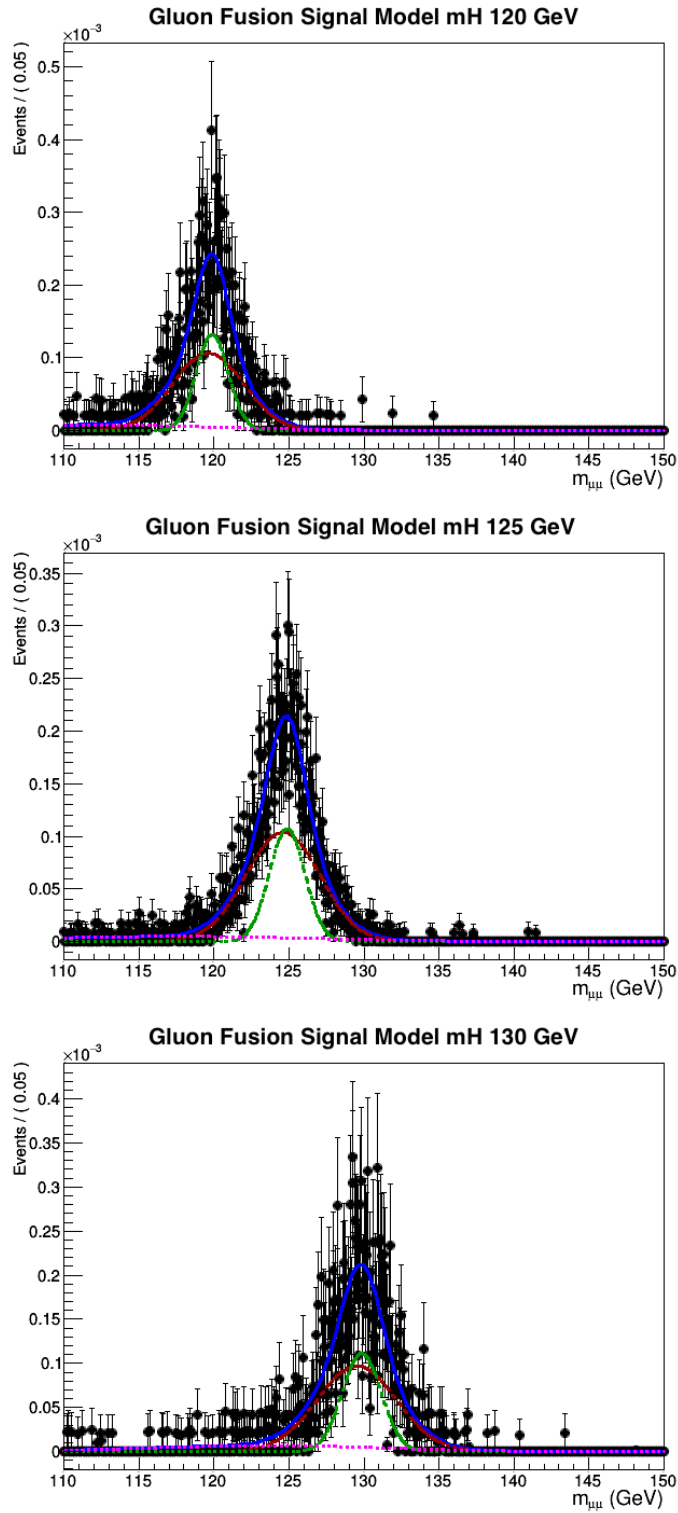 Gluon Fusion Signal Model mH 120 GeV
×10⁻³
Events / ( 0.05 )
0.5
0.4
0.3
0.2
0.1
0
110 115 120 125 130 135 140 145 150
mμμ (GeV)
Gluon Fusion Signal Model mH 125 GeV
×10⁻³
Events / ( 0.05 )
0.35
0.3
0.25
0.2
0.15
0.1
0.05
0
110 115 120 125 130 135 140 145 150
mμμ (GeV)
Gluon Fusion Signal Model mH 130 GeV
×10⁻³
Events / ( 0.05 )
0.4
0.35
0.3
0.25
0.2
0.15
0.1
0.05
0
110 115 120 125 130 135 140 145 150
mμμ (GeV)